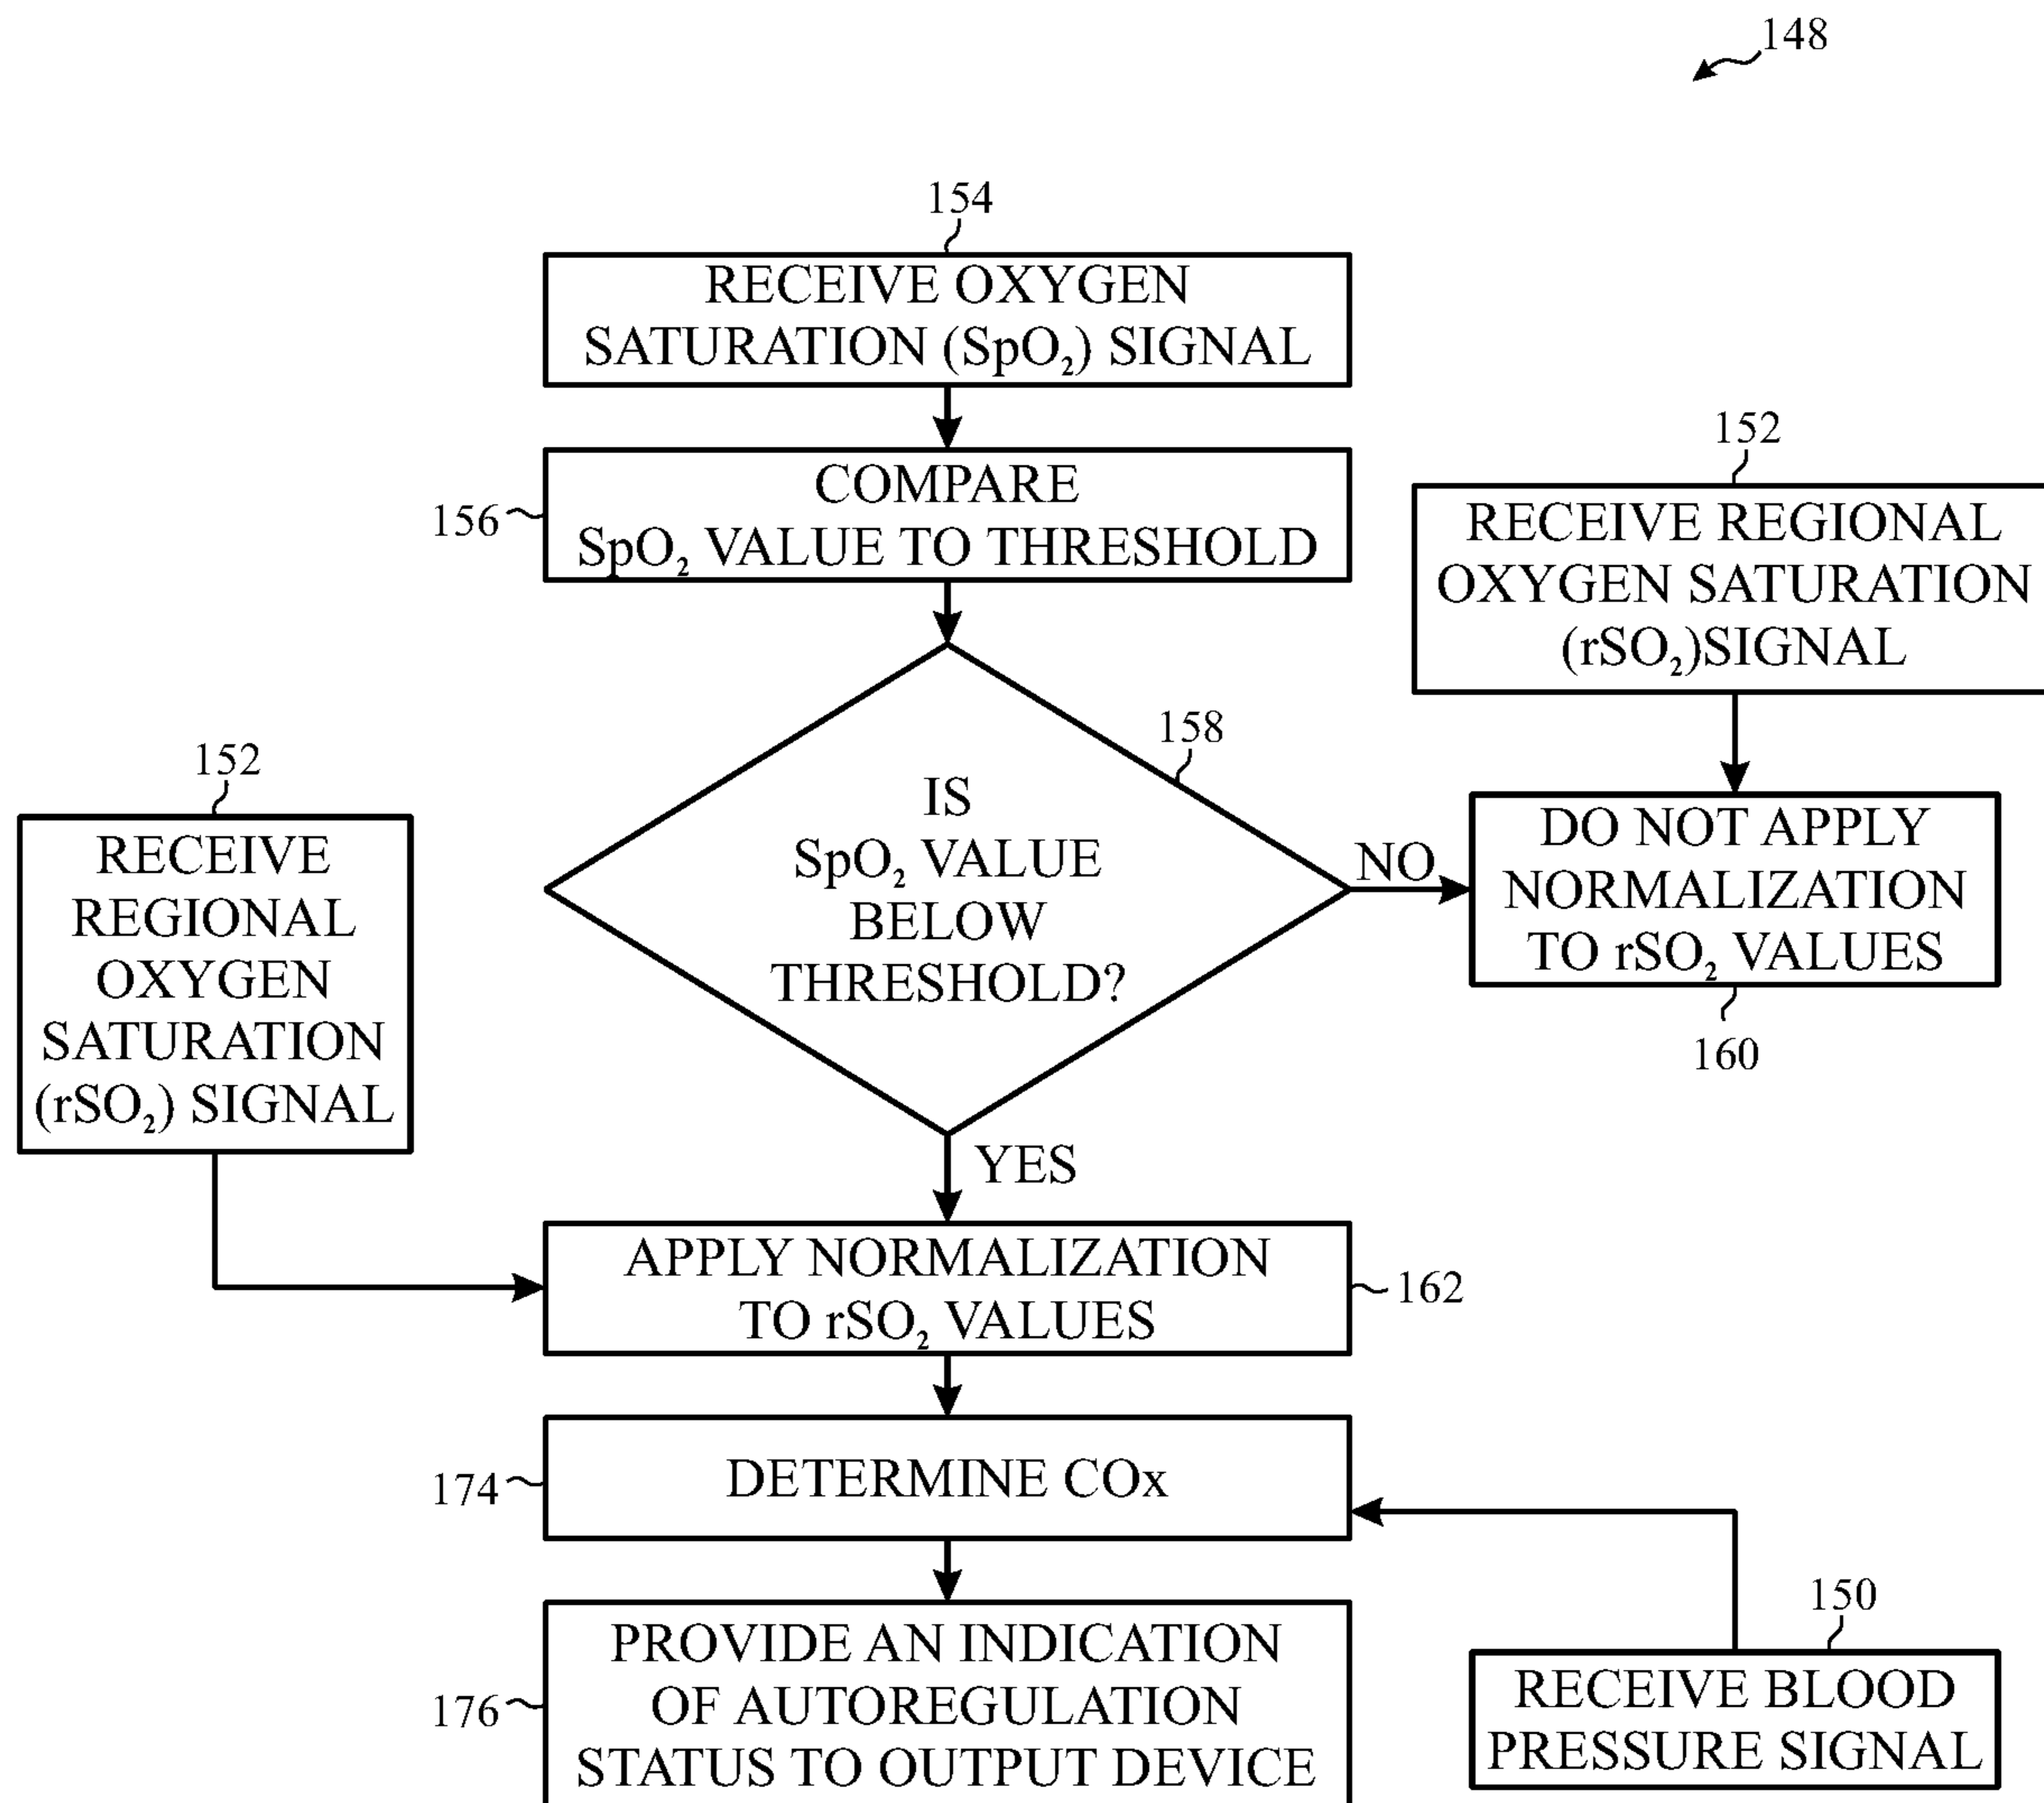 148
154
RECEIVE OXYGEN
SATURATION (SpO₂) SIGNAL
156
COMPARE
SpO₂ VALUE TO THRESHOLD
152
RECEIVE REGIONAL
OXYGEN SATURATION
(rSO₂)SIGNAL
158
IS
SpO₂ VALUE
BELOW
THRESHOLD?
NO
DO NOT APPLY
NORMALIZATION
TO rSO₂ VALUES
160
152
RECEIVE
REGIONAL
OXYGEN
SATURATION
(rSO₂) SIGNAL
YES
APPLY NORMALIZATION
TO rSO₂ VALUES
162
174
DETERMINE COx
150
RECEIVE BLOOD
PRESSURE SIGNAL
176
PROVIDE AN INDICATION
OF AUTOREGULATION
STATUS TO OUTPUT DEVICE